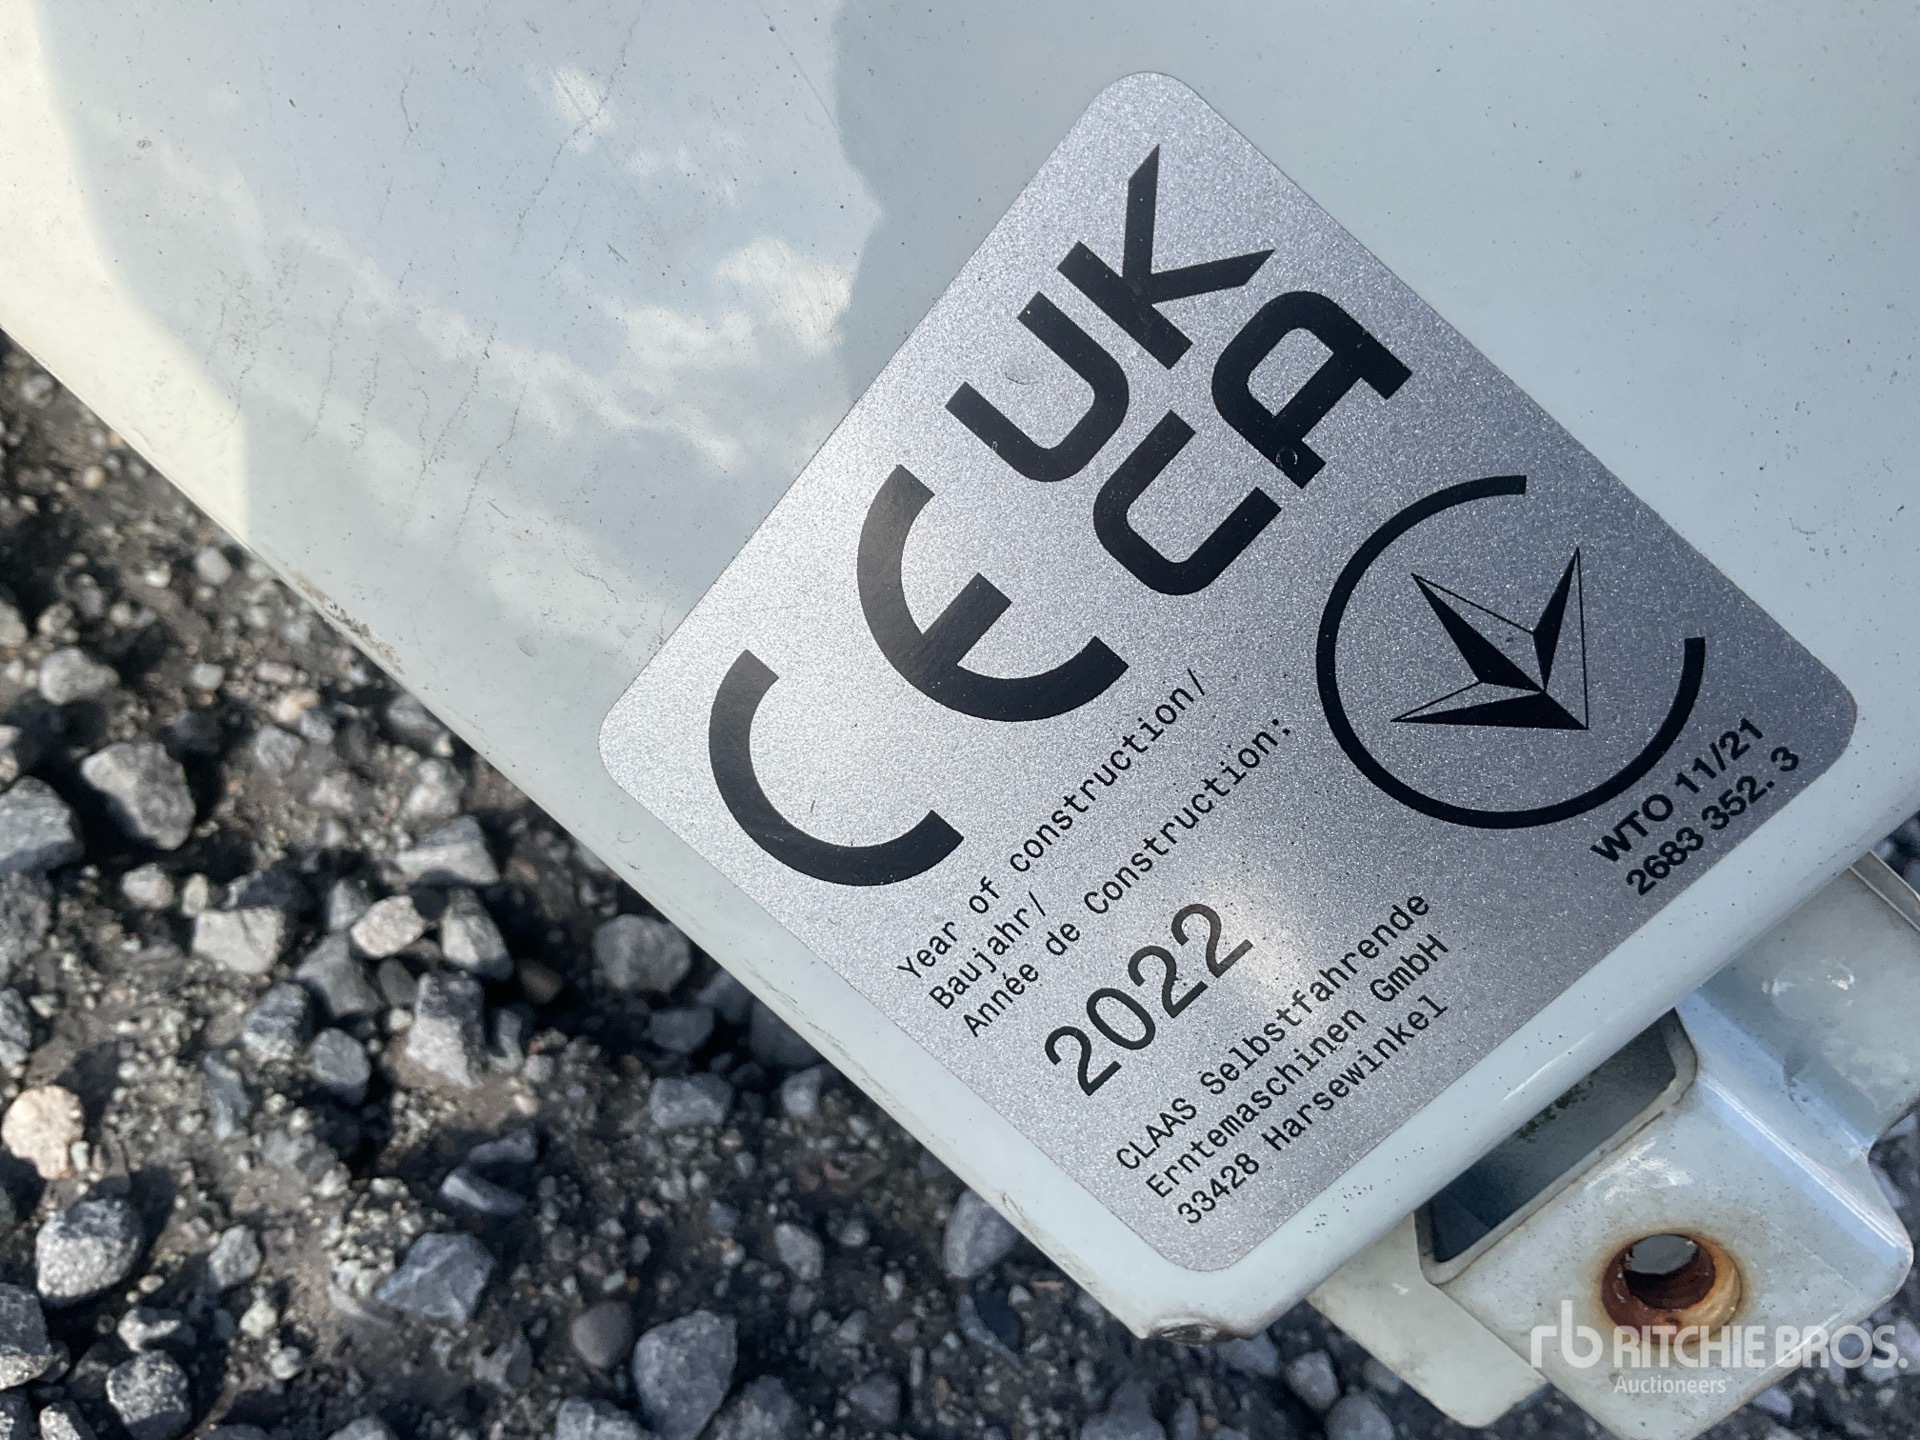 UK
CA
CE
Year of construction/
Baujahr/
Année de Construction:
2022
CLAAS Selbstfahrende
Erntemaschinen GmbH
33428 Harsewinkel
WTO 11/21
2683 352. 3
rb RITCHIE BROS.
Auctioneers